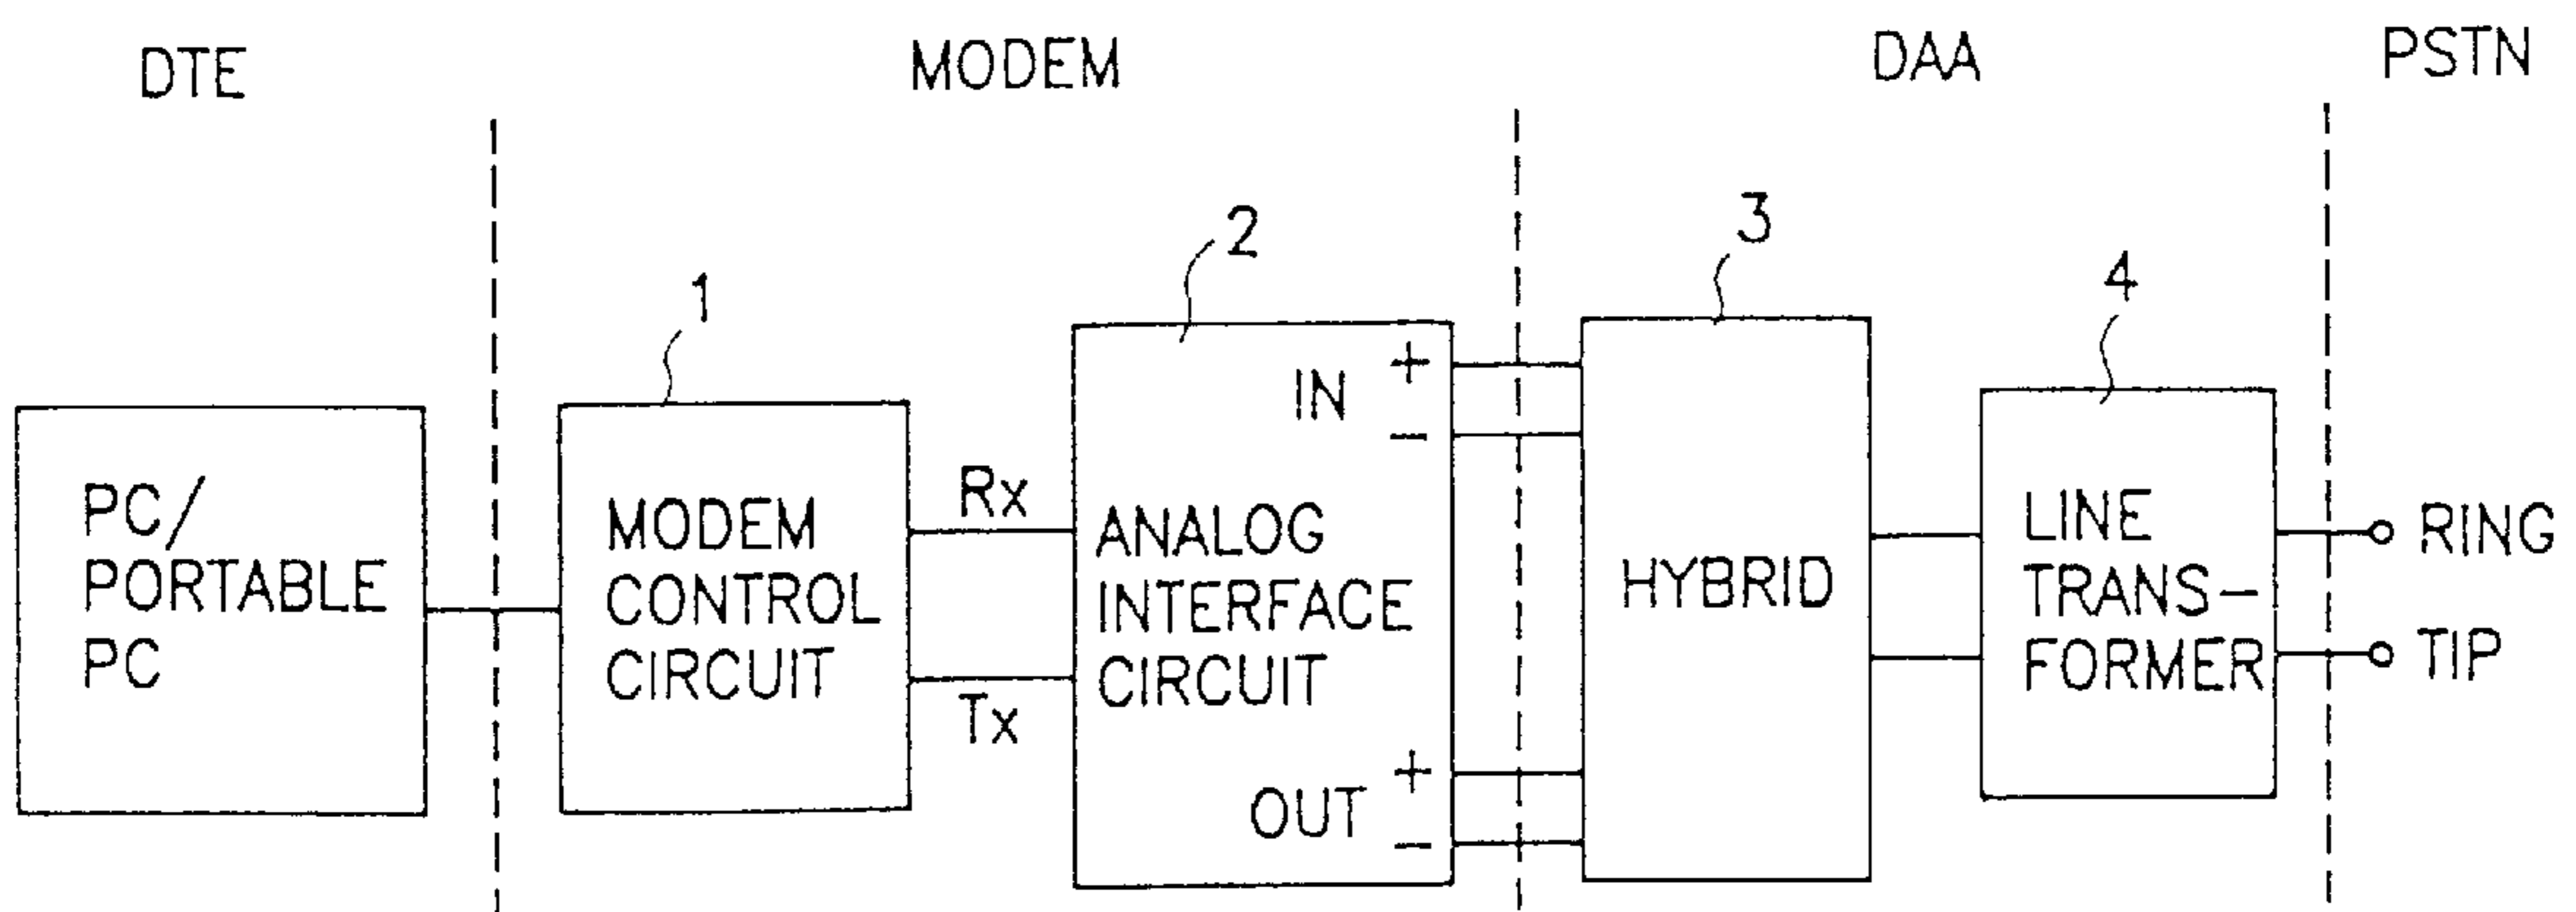 DTE
MODEM
DAA
PSTN
1
2
3
4
PC/
PORTABLE
PC
MODEM
CONTROL
CIRCUIT
Rx
Tx
ANALOG
INTERFACE
CIRCUIT
IN
+
−
OUT
+
−
HYBRID
LINE
TRANS-
FORMER
RING
TIP